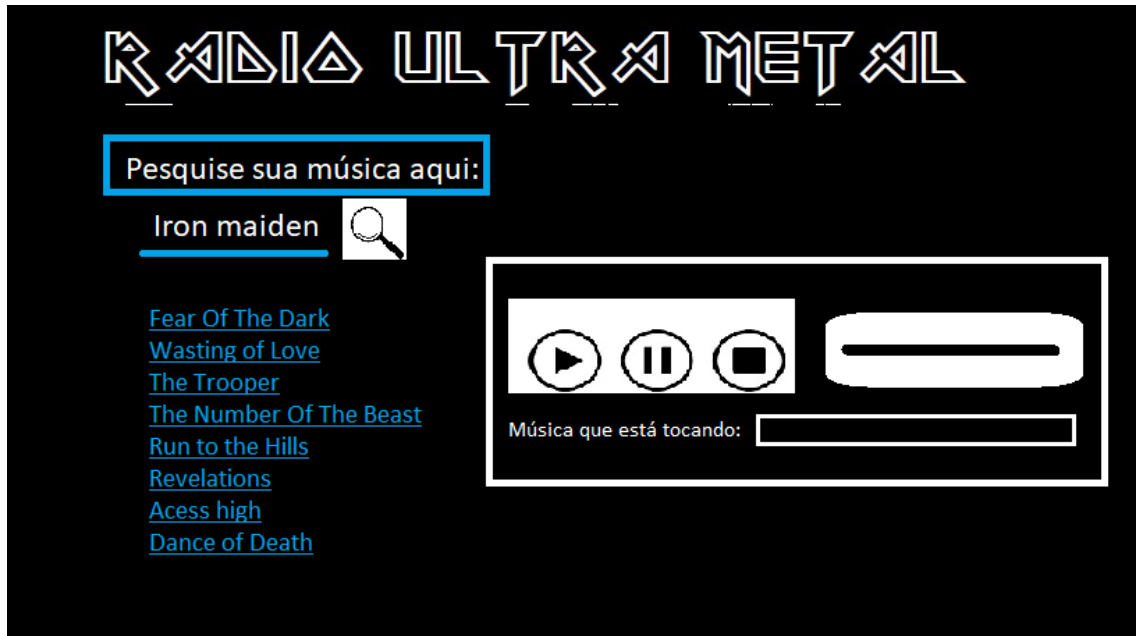 RADIO ULTRA METAL
Pesquise sua música aqui:
Iron maiden
Fear Of The Dark
Wasting of Love
The Trooper
The Number Of The Beast
Run to the Hills
Revelations
Acess high
Dance of Death
Música que está tocando: